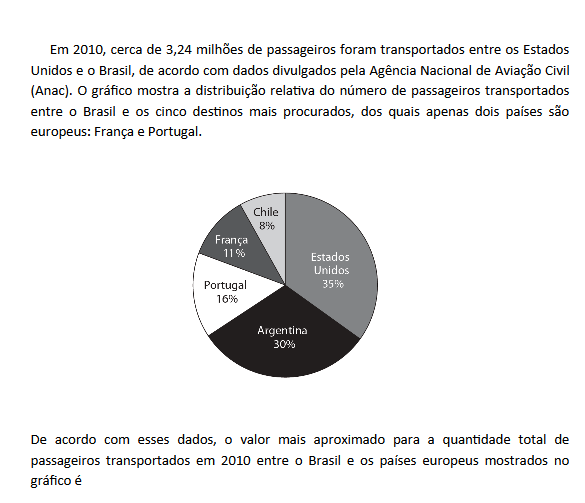 Em 2010, cerca de 3,24 milhões de passageiros foram transportados entre os Estados
Unidos e o Brasil, de acordo com dados divulgados pela Agência Nacional de Aviação Civil
(Anac). O gráfico mostra a distribuição relativa do número de passageiros transportados
entre o Brasil e os cinco destinos mais procurados, dos quais apenas dois países são
europeus: França e Portugal.
Chile
8%
França
11%
Estados
Unidos
35%
Portugal
16%
Argentina
30%
De acordo com esses dados, o valor mais aproximado para a quantidade total de
passageiros transportados em 2010 entre o Brasil e os países europeus mostrados no
gráfico é